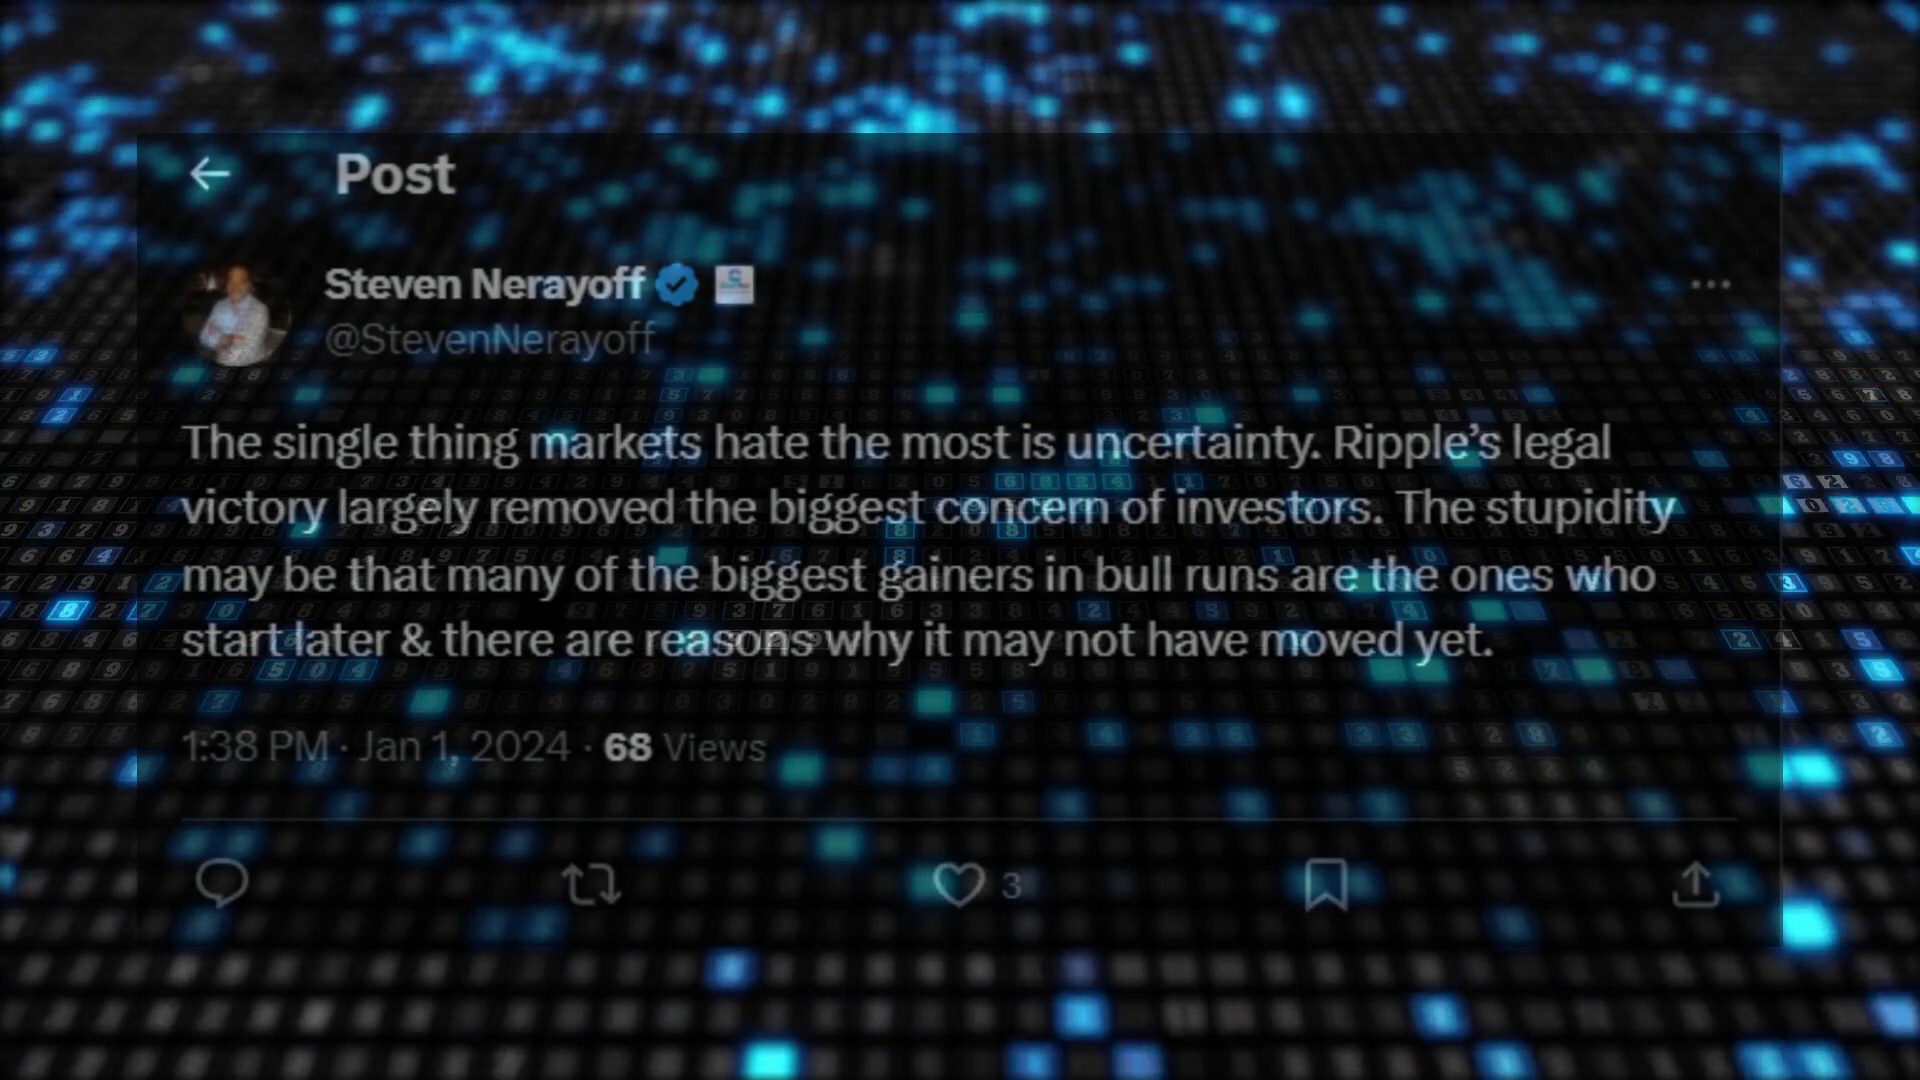 Post
Steven Nerayoff
@StevenNerayoff
The single thing markets hate the most is uncertainty. Ripple’s legal
victory largely removed the biggest concern of investors. The stupidity
may be that many of the biggest gainers in bull runs are the ones who
start later & there are reasons why it may not have moved yet.
1:38 PM · Jan 1, 2024 · 68 Views
3